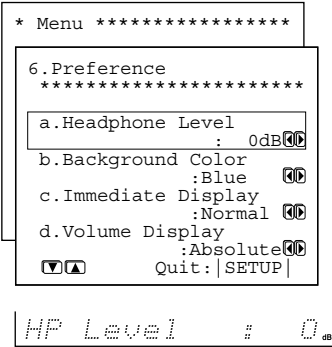 * Menu ******************
6.Preference
************************
a.Headphone Level
: 0dB
b.Background Color
:Blue
c.Immediate Display
:Normal
d.Volume Display
:Absolute
Quit:|SETUP|
HP Level : 0dB